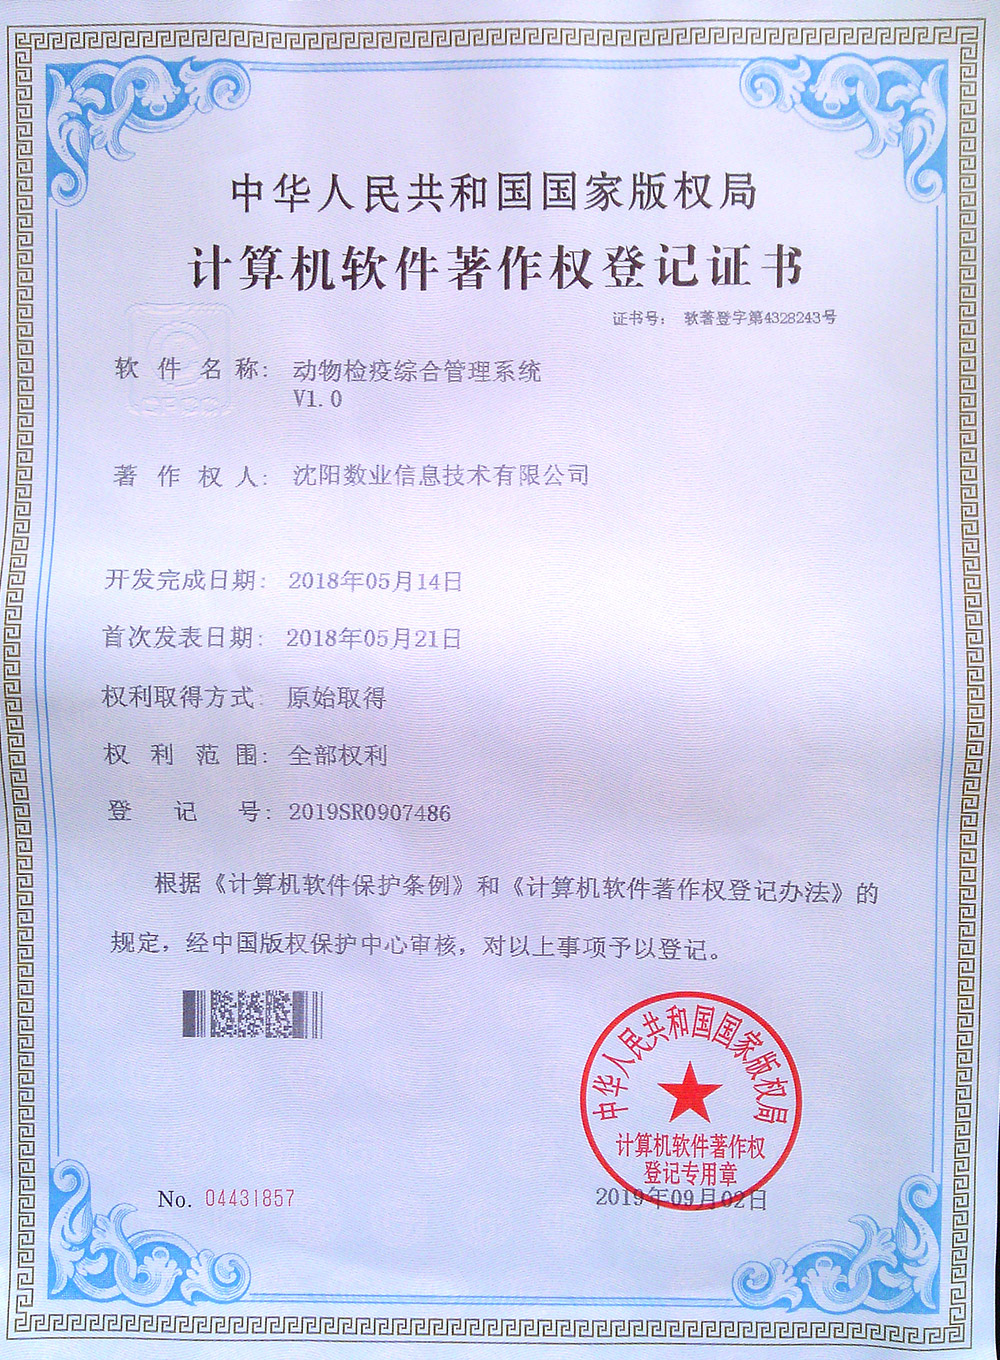 中华人民共和国国家版权局
计算机软件著作权登记证书
证书号： 软著登字第4328243号
软件名称： 动物检疫综合管理系统
V1.0
著作权人： 沈阳数业信息技术有限公司
开发完成日期： 2018年05月14日
首次发表日期： 2018年05月21日
权利取得方式： 原始取得
权利范围： 全部权利
登记号： 2019SR0907486
根据《计算机软件保护条例》和《计算机软件著作权登记办法》的
规定，经中国版权保护中心审核，对以上事项予以登记。
中华人民共和国国家版权局
计算机软件著作权
登记专用章
No. 04431857
2019年09月02日